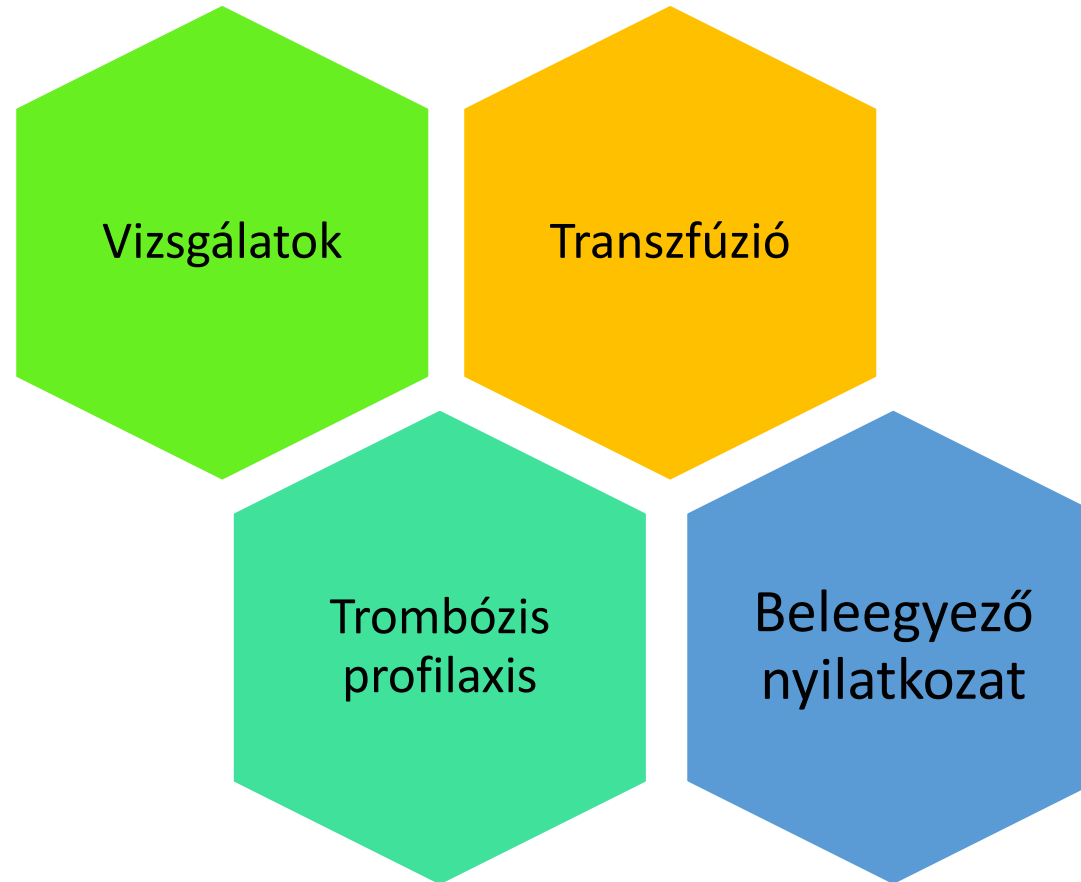 Vizsgálatok
Transzfúzió
Trombózis
profilaxis
Beleegyező
nyilatkozat